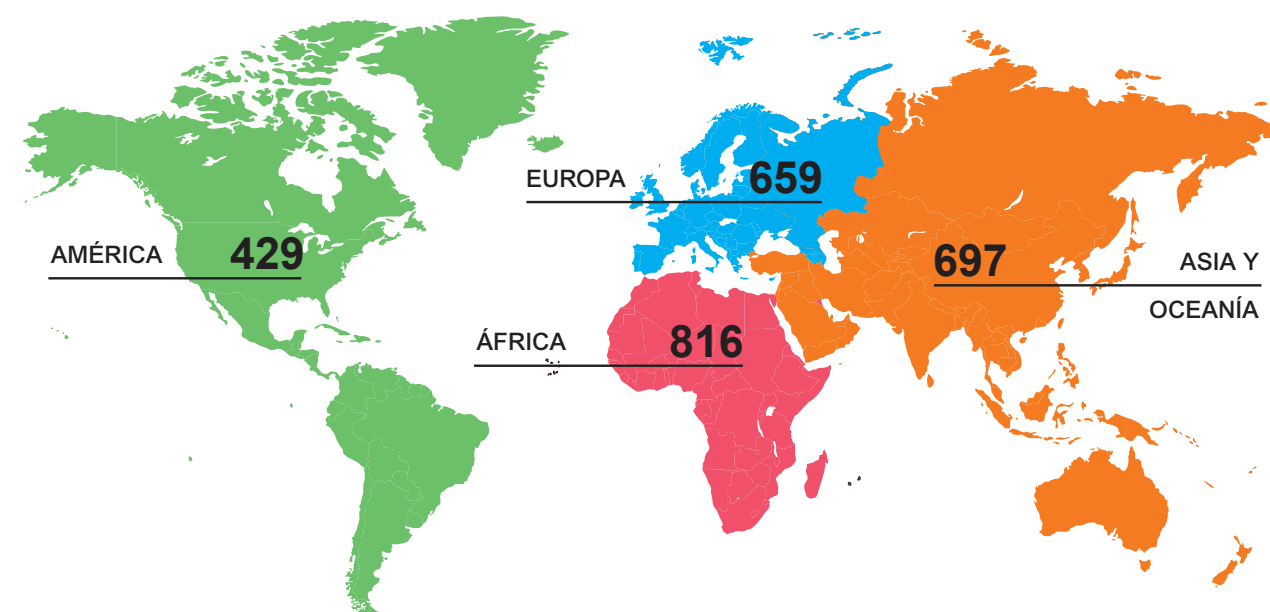 EUROPA 659
AMÉRICA 429
697 ASIA Y
OCEANÍA
ÁFRICA 816